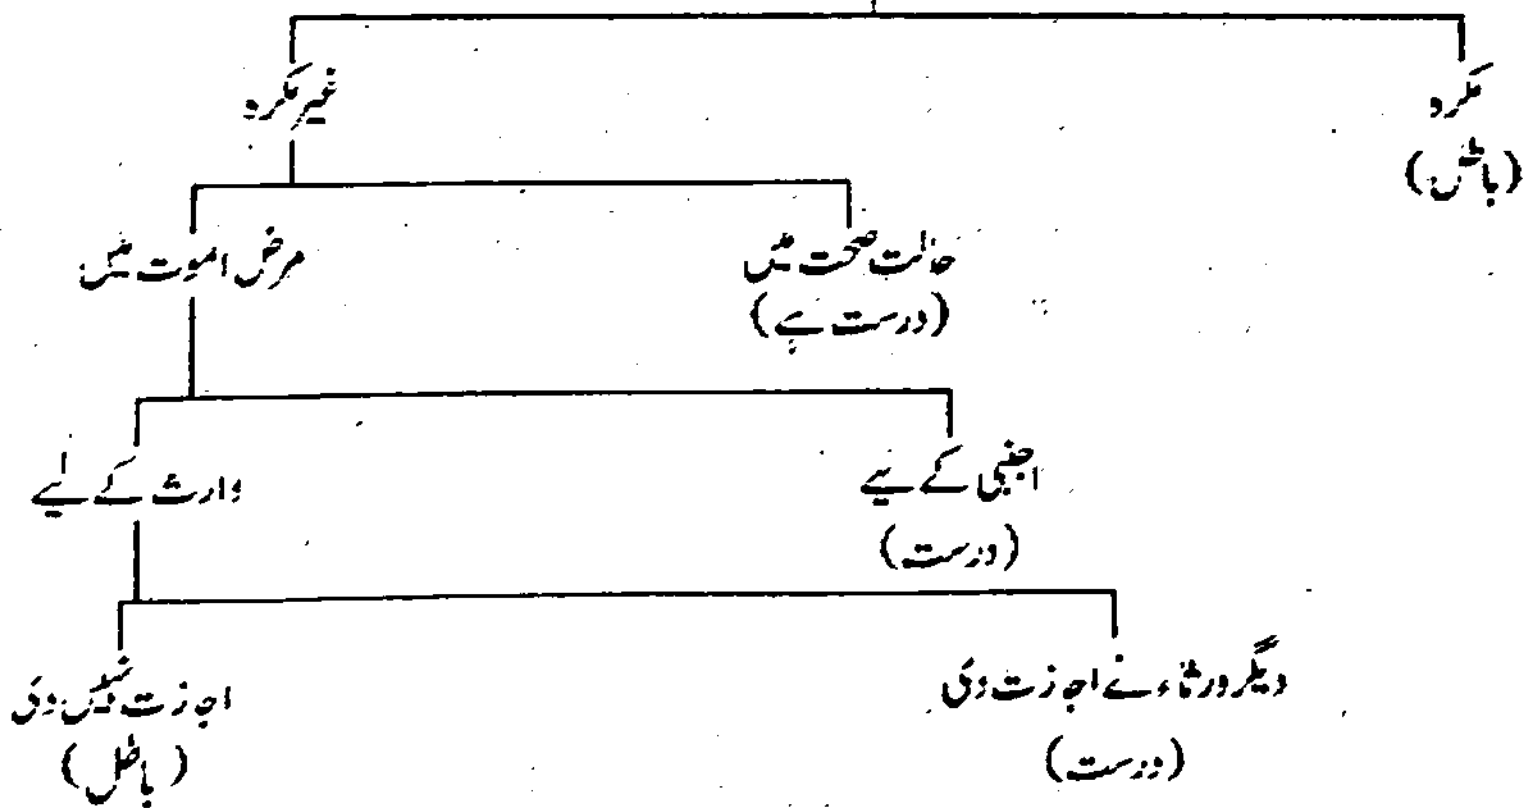 مکرہ
(باطل)
غیر مکرہ
حالت صحت میں
(درست ہے)
مرض الموت میں
اجنبی کے لیے
(درست)
وارث کے لیے
دیگر ورثاء نے اجازت دی
(درست)
اجازت نہیں دی
(باطل)